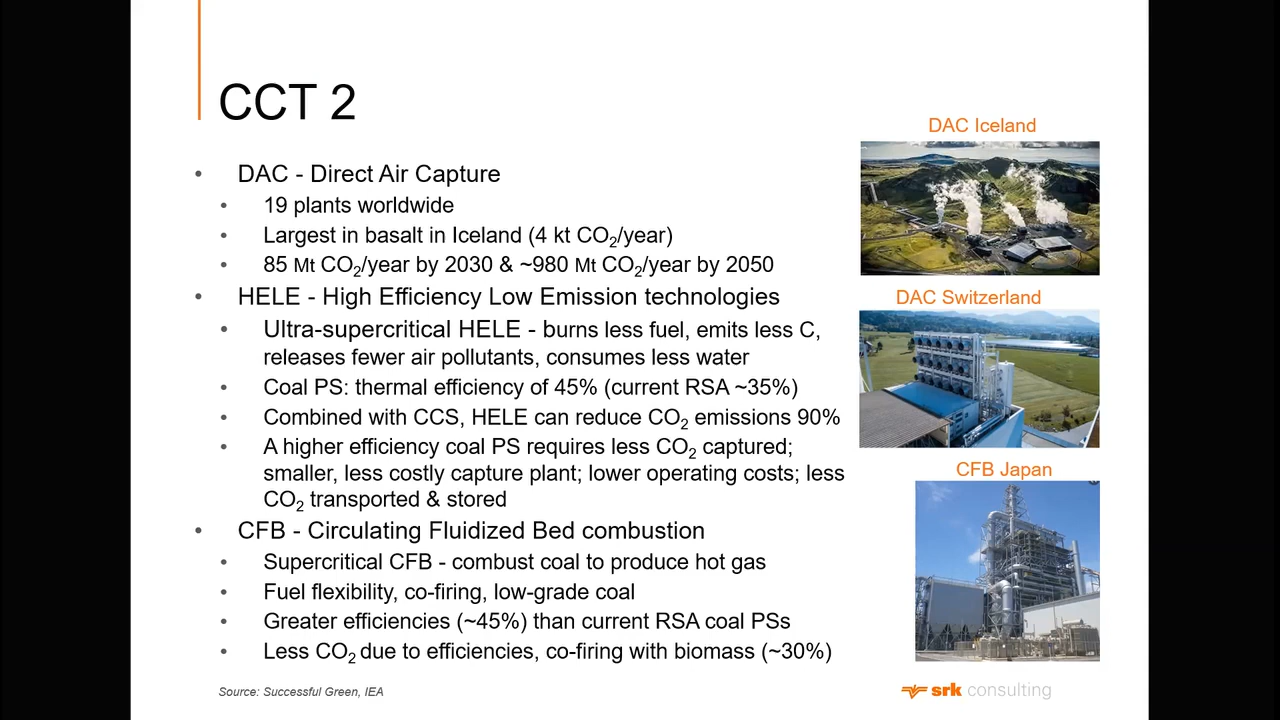 CCT 2
• DAC - Direct Air Capture
• 19 plants worldwide
• Largest in basalt in Iceland (4 kt CO₂/year)
• 85 Mt CO₂/year by 2030 & ~980 Mt CO₂/year by 2050
• HELE - High Efficiency Low Emission technologies
• Ultra-supercritical HELE - burns less fuel, emits less C,
releases fewer air pollutants, consumes less water
• Coal PS: thermal efficiency of 45% (current RSA ~35%)
• Combined with CCS, HELE can reduce CO₂ emissions 90%
• A higher efficiency coal PS requires less CO₂ captured;
smaller, less costly capture plant; lower operating costs; less
CO₂ transported & stored
• CFB - Circulating Fluidized Bed combustion
• Supercritical CFB - combust coal to produce hot gas
• Fuel flexibility, co-firing, low-grade coal
• Greater efficiencies (~45%) than current RSA coal PSs
• Less CO₂ due to efficiencies, co-firing with biomass (~30%)
DAC Iceland
DAC Switzerland
CFB Japan
Source: Successful Green, IEA
srk consulting